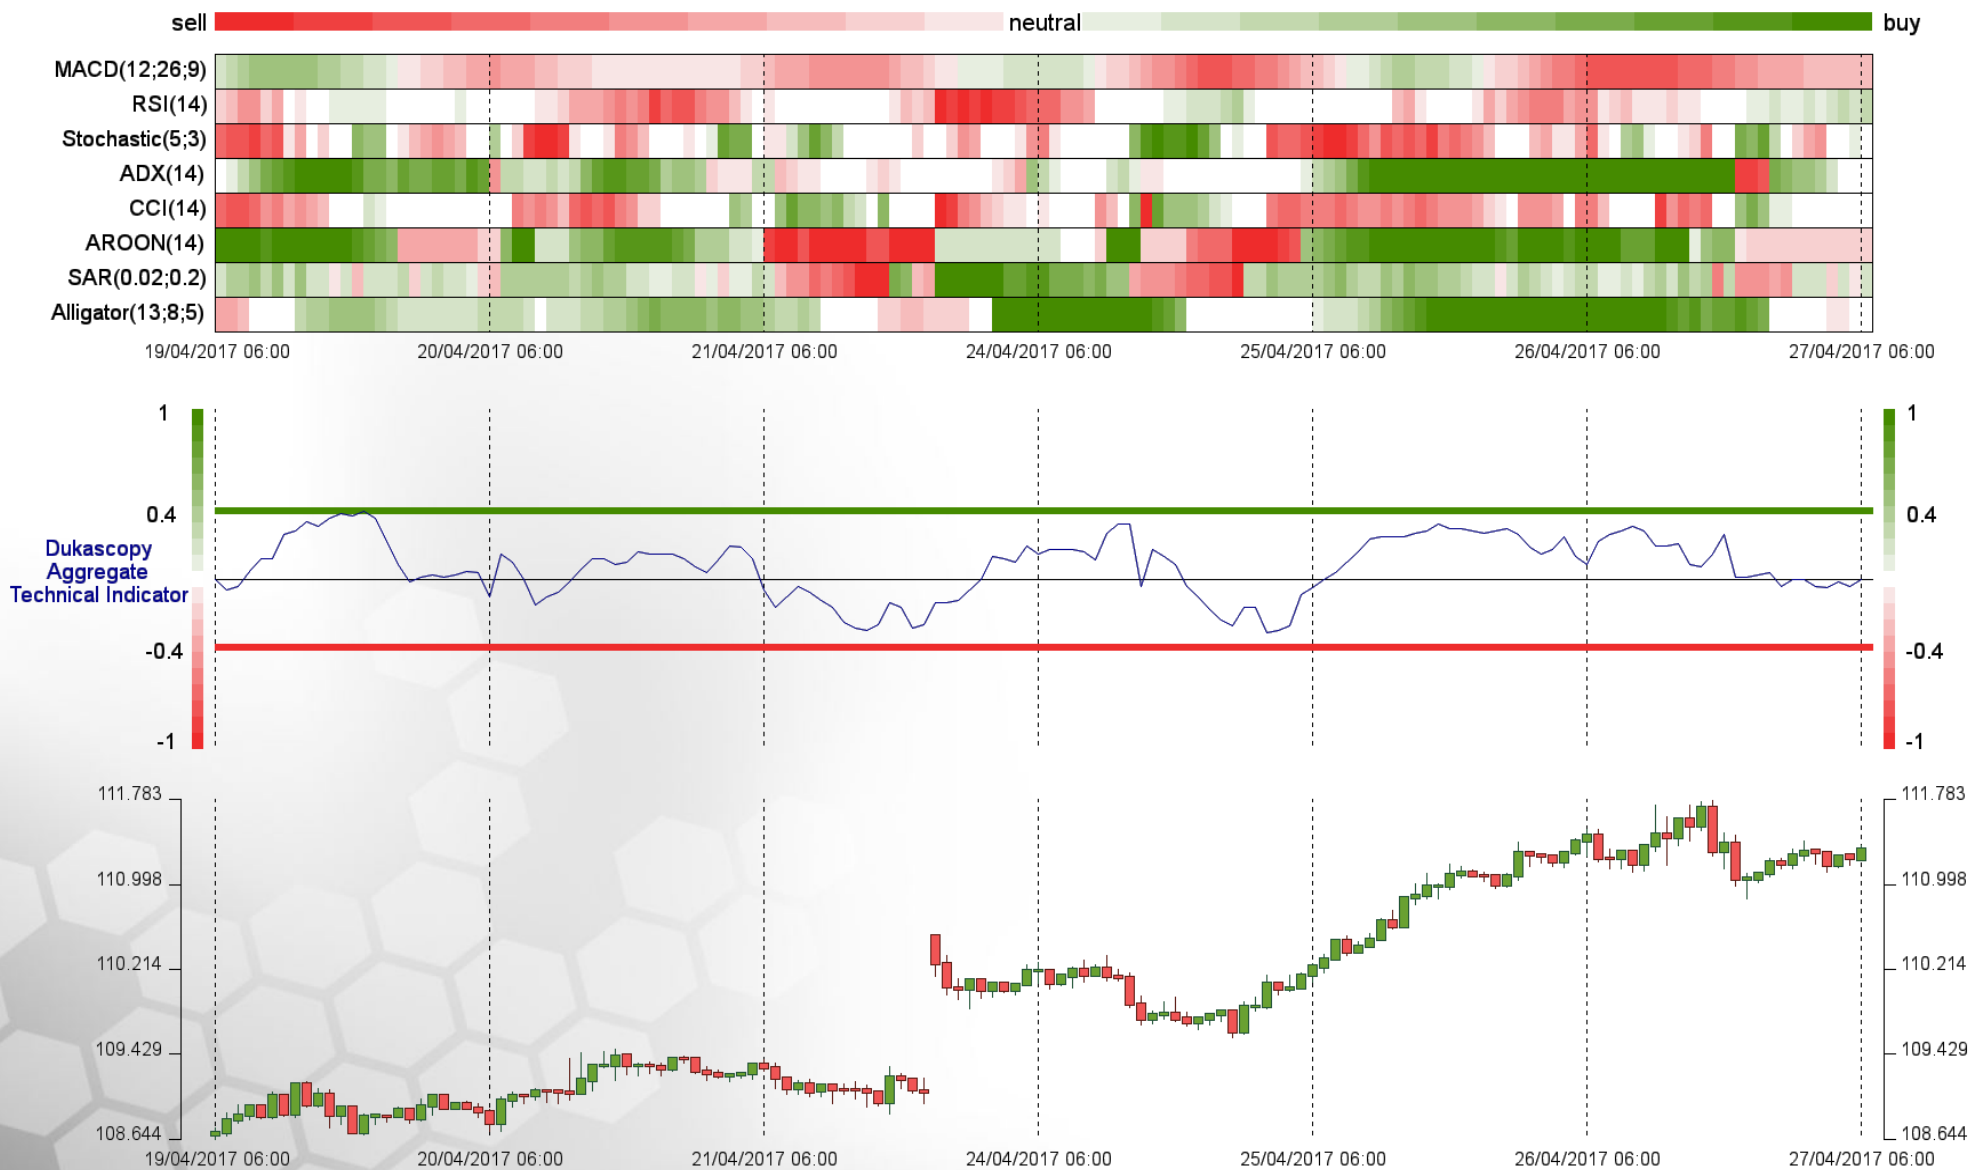 sell neutral buy
MACD(12;26;9)
RSI(14)
Stochastic(5;3)
ADX(14)
CCI(14)
AROON(14)
SAR(0.02;0.2)
Alligator(13;8;5)
19/04/2017 06:00 20/04/2017 06:00 21/04/2017 06:00 24/04/2017 06:00 25/04/2017 06:00 26/04/2017 06:00 27/04/2017 06:00
1 1
0.4 0.4
Dukascopy
Aggregate
Technical Indicator
-0.4 -0.4
-1 -1
111.783 111.783
110.998 110.998
110.214 110.214
109.429 109.429
108.644 108.644
19/04/2017 06:00 20/04/2017 06:00 21/04/2017 06:00 24/04/2017 06:00 25/04/2017 06:00 26/04/2017 06:00 27/04/2017 06:00